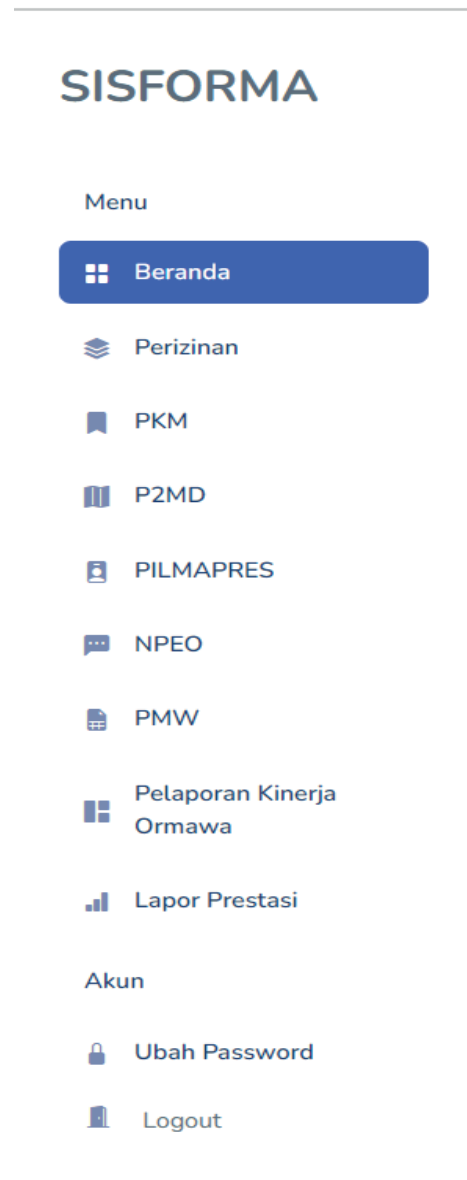 SISFORMA
Menu
Beranda
Perizinan
PKM
P2MD
PILMAPRES
NPEO
PMW
Pelaporan Kinerja
Ormawa
Lapor Prestasi
Akun
Ubah Password
Logout